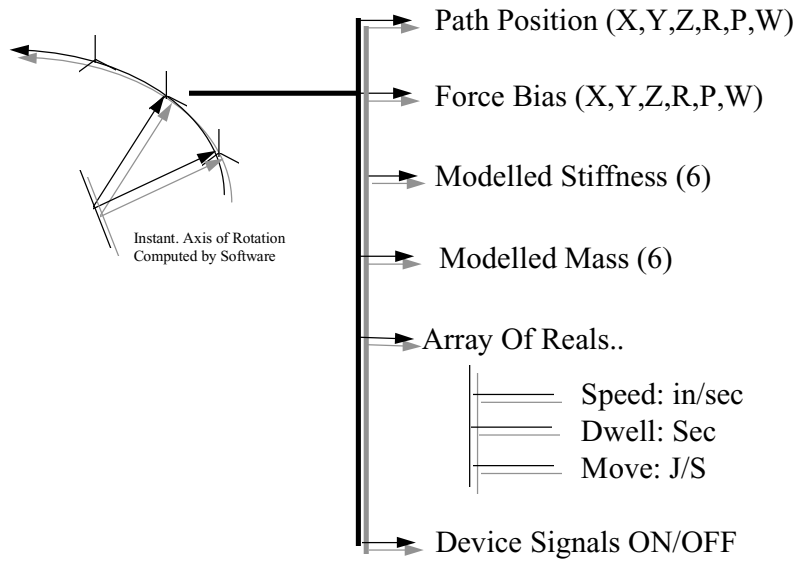 Path Position (X,Y,Z,R,P,W)
Force Bias (X,Y,Z,R,P,W)
Modelled Stiffness (6)
Instant. Axis of Rotation
Computed by Software
Modelled Mass (6)
Array Of Reals..
Speed: in/sec
Dwell: Sec
Move: J/S
Device Signals ON/OFF